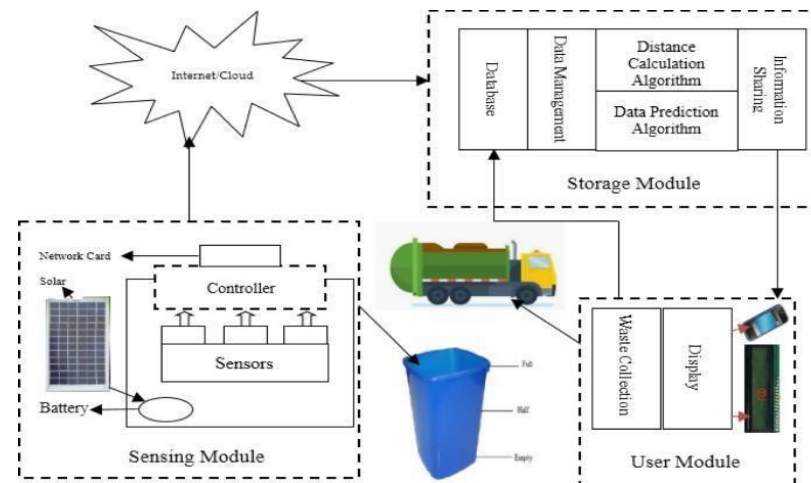 Internet/Cloud
Database
Data Management
Distance
Calculation
Algorithm
Data Prediction
Algorithm
Information
Sharing
Storage Module
Network Card
Solar
Controller
Sensors
Battery
Sensing Module
Full
Half
Empty
Waste Collection
Display
User Module